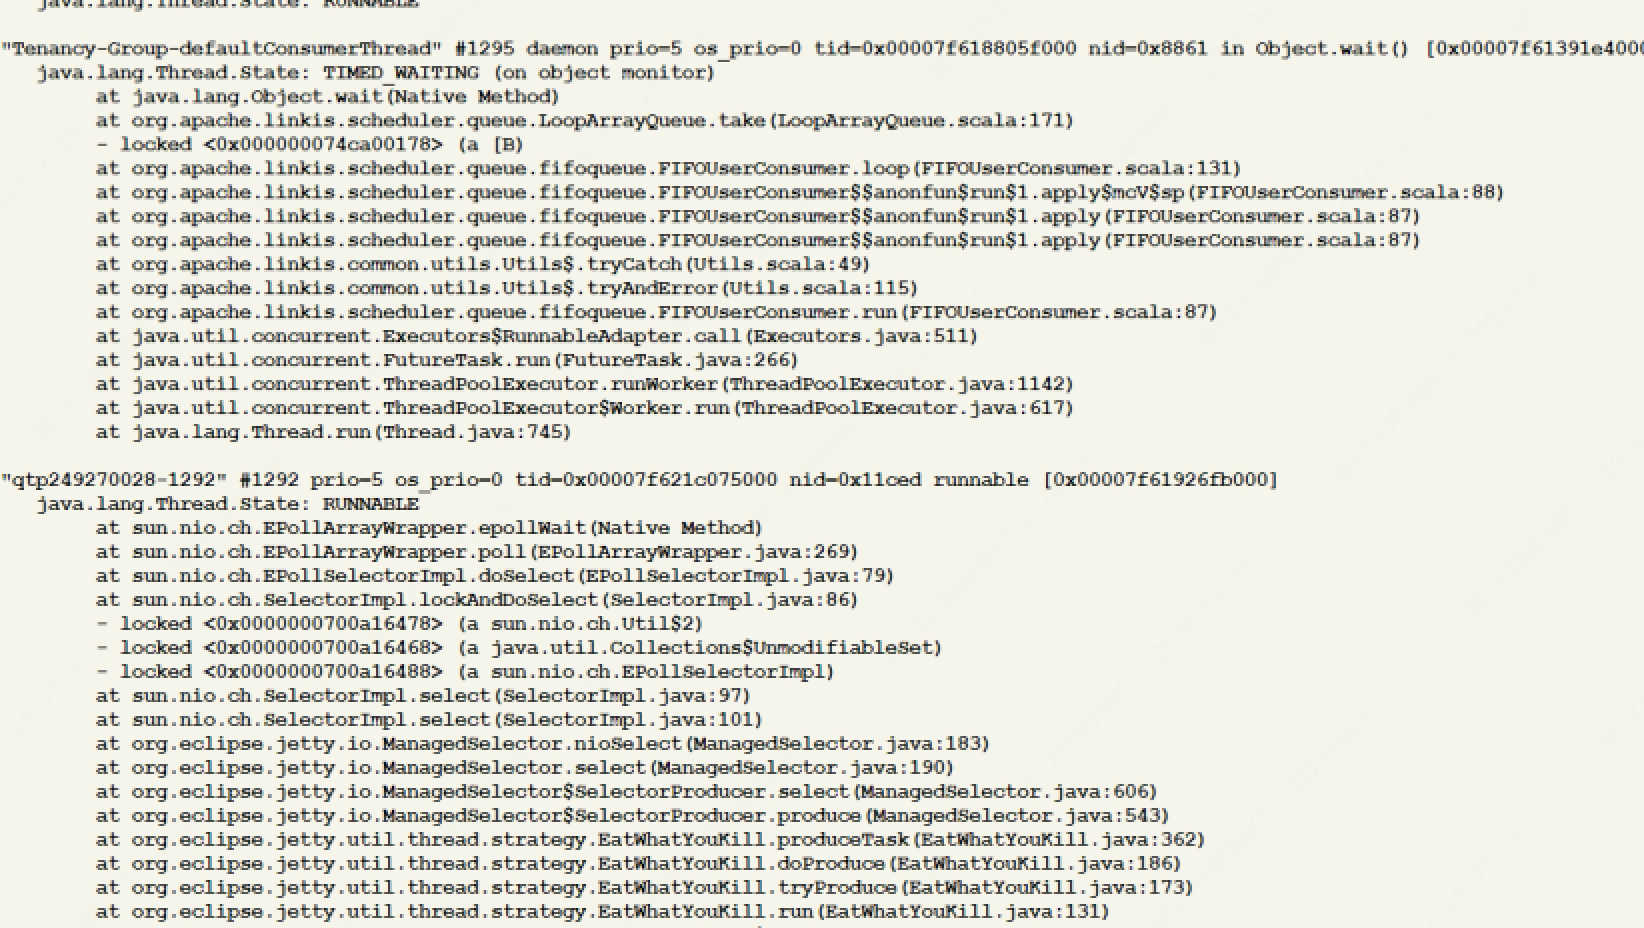 java.lang.Thread.State: RUNNABLE
"Tenancy-Group-defaultConsumerThread" #1295 daemon prio=5 os_prio=0 tid=0x00007f618805f000 nid=0x8861 in Object.wait() [0x00007f61391e4000
java.lang.Thread.State: TIMED_WAITING (on object monitor)
at java.lang.Object.wait(Native Method)
at org.apache.linkis.scheduler.queue.LoopArrayQueue.take(LoopArrayQueue.scala:171)
- locked <0x000000074ca00178> (a [B)
at org.apache.linkis.scheduler.queue.fifoqueue.FIFOUserConsumer.loop(FIFOUserConsumer.scala:131)
at org.apache.linkis.scheduler.queue.fifoqueue.FIFOUserConsumer$$anonfun$run$1.apply$mcV$sp(FIFOUserConsumer.scala:88)
at org.apache.linkis.scheduler.queue.fifoqueue.FIFOUserConsumer$$anonfun$run$1.apply(FIFOUserConsumer.scala:87)
at org.apache.linkis.scheduler.queue.fifoqueue.FIFOUserConsumer$$anonfun$run$1.apply(FIFOUserConsumer.scala:87)
at org.apache.linkis.common.utils.Utils$.tryCatch(Utils.scala:49)
at org.apache.linkis.common.utils.Utils$.tryAndError(Utils.scala:115)
at org.apache.linkis.scheduler.queue.fifoqueue.FIFOUserConsumer.run(FIFOUserConsumer.scala:87)
at java.util.concurrent.Executors$RunnableAdapter.call(Executors.java:511)
at java.util.concurrent.FutureTask.run(FutureTask.java:266)
at java.util.concurrent.ThreadPoolExecutor.runWorker(ThreadPoolExecutor.java:1142)
at java.util.concurrent.ThreadPoolExecutor$Worker.run(ThreadPoolExecutor.java:617)
at java.lang.Thread.run(Thread.java:745)
"qtp249270028-1292" #1292 prio=5 os_prio=0 tid=0x00007f621c075000 nid=0x11ced runnable [0x00007f61926fb000]
java.lang.Thread.State: RUNNABLE
at sun.nio.ch.EPollArrayWrapper.epollWait(Native Method)
at sun.nio.ch.EPollArrayWrapper.poll(EPollArrayWrapper.java:269)
at sun.nio.ch.EPollSelectorImpl.doSelect(EPollSelectorImpl.java:79)
at sun.nio.ch.SelectorImpl.lockAndDoSelect(SelectorImpl.java:86)
- locked <0x0000000700a16478> (a sun.nio.ch.Util$2)
- locked <0x0000000700a16468> (a java.util.Collections$UnmodifiableSet)
- locked <0x0000000700a16488> (a sun.nio.ch.EPollSelectorImpl)
at sun.nio.ch.SelectorImpl.select(SelectorImpl.java:97)
at sun.nio.ch.SelectorImpl.select(SelectorImpl.java:101)
at org.eclipse.jetty.io.ManagedSelector.nioSelect(ManagedSelector.java:183)
at org.eclipse.jetty.io.ManagedSelector.select(ManagedSelector.java:190)
at org.eclipse.jetty.io.ManagedSelector$SelectorProducer.select(ManagedSelector.java:606)
at org.eclipse.jetty.io.ManagedSelector$SelectorProducer.produce(ManagedSelector.java:543)
at org.eclipse.jetty.util.thread.strategy.EatWhatYouKill.produceTask(EatWhatYouKill.java:362)
at org.eclipse.jetty.util.thread.strategy.EatWhatYouKill.doProduce(EatWhatYouKill.java:186)
at org.eclipse.jetty.util.thread.strategy.EatWhatYouKill.tryProduce(EatWhatYouKill.java:173)
at org.eclipse.jetty.util.thread.strategy.EatWhatYouKill.run(EatWhatYouKill.java:131)